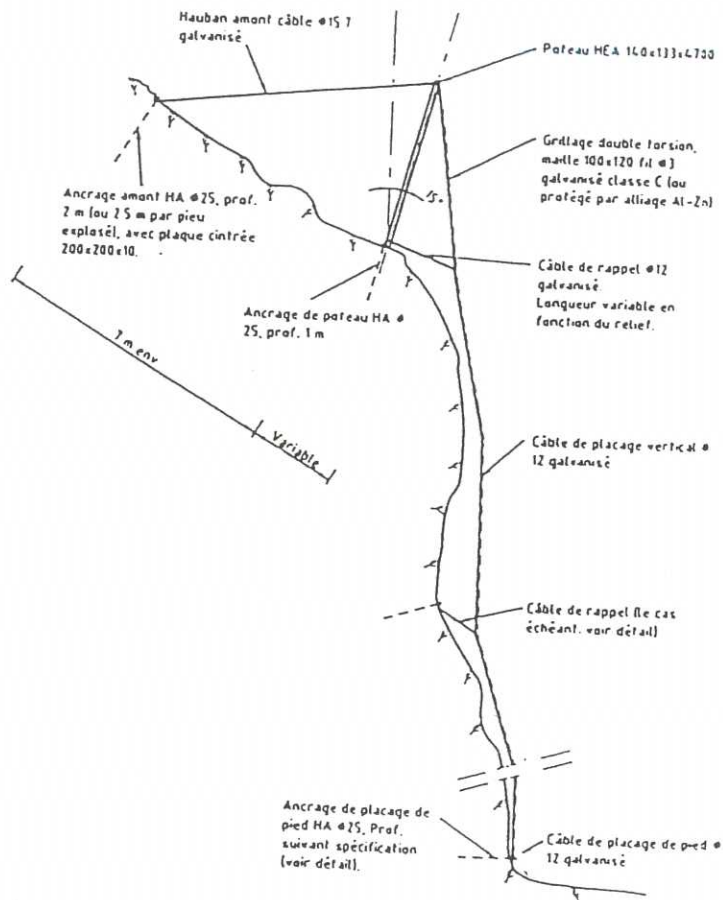 Hauban amont câble ø15 7
galvanisé
Poteau HEA 140x133x4700
Grillage double torsion,
maille 100x120 fil ø3
galvanisé classe C (ou
protégé par alliage Al-Zn)
Ancrage amont HA ø25, prof.
2 m (ou 2 5 m par pieu
explosé), avec plaque cintrée
200x200x10.
15°
Câble de rappel ø12
galvanisé.
Longueur variable en
fonction du relief.
Ancrage de poteau HA ø
25, prof. 1 m
7 m env
Variable
Câble de placage vertical ø
12 galvanisé
Câble de rappel (le cas
échéant. voir détail)
Ancrage de placage de
pied HA ø25, Prof.
suivant spécification
(voir détail).
Câble de placage de pied ø
12 galvanisé